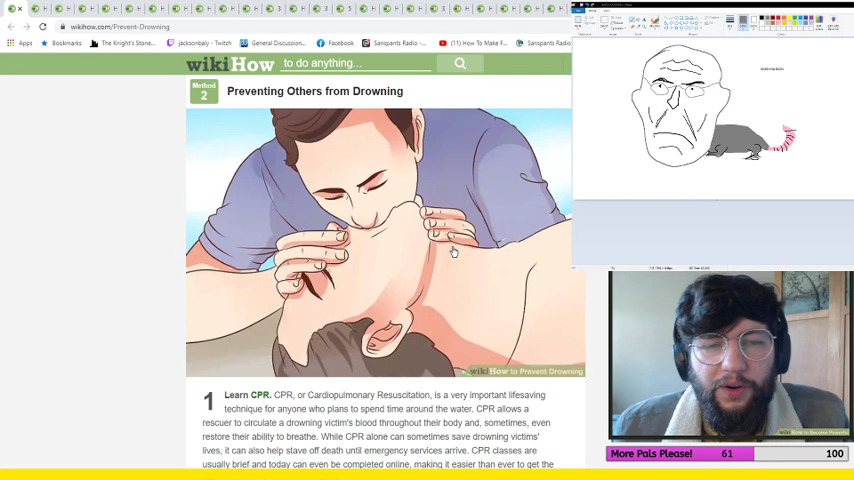 wikihow.com/Prevent-Drowning
Apps
Bookmarks
The Knight's Stone...
jacksonbaly - Twitch
General Discussion...
Facebook
Sanspants Radio
(11) How To Make F...
Sanspants Radio
wikiHow to do anything...
Method
2
Preventing Others from Drowning
wikiHow to Prevent Drowning
1 Learn CPR. CPR, or Cardiopulmonary Resuscitation, is a very important lifesaving
technique for anyone who plans to spend time around the water. CPR allows a
rescuer to circulate a drowning victim's blood throughout their body and, sometimes, even
restore their ability to breathe. While CPR alone can sometimes save drowning victims'
lives, it can also help stave off death until emergency services arrive. CPR classes are
usually brief and today can even be completed online, making it easier than ever to get the
More Pals Please! 61 100